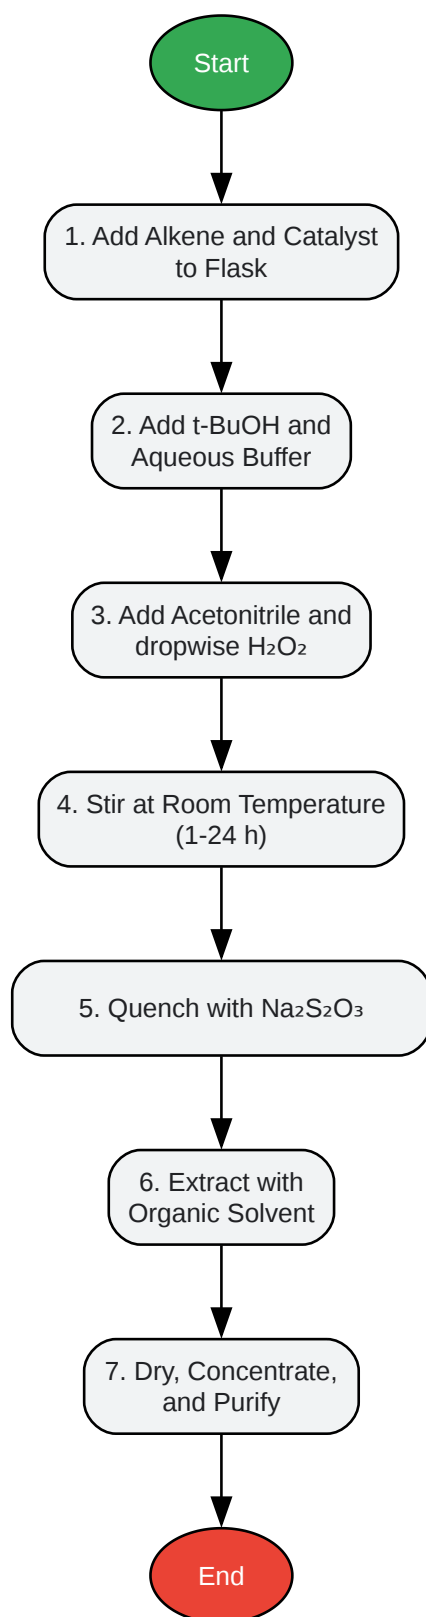 Start
1. Add Alkene and Catalyst
to Flask
2. Add t-BuOH and
Aqueous Buffer
3. Add Acetonitrile and
dropwise H₂O₂
4. Stir at Room Temperature
(1-24 h)
5. Quench with Na₂S₂O₃
6. Extract with
Organic Solvent
7. Dry, Concentrate,
and Purify
End